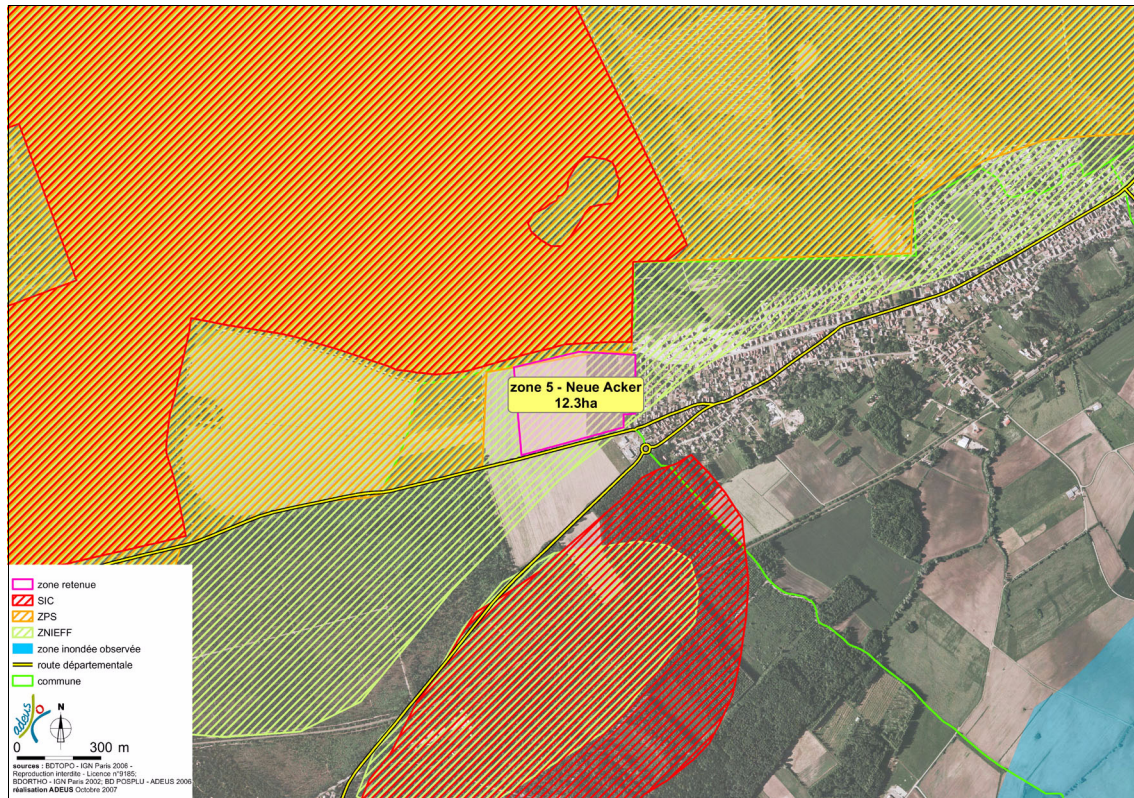 zone 5 - Neue Acker
12.3ha
zone retenue
SIC
ZPS
ZNIEFF
zone inondée observée
route départementale
commune
adeus
N
0 300 m
sources : BDTOPO - IGN Paris 2006 -
Reproduction interdite - Licence n°9185;
BDORTHO - IGN Paris 2002; BD POSPLU - ADEUS 2006
réalisation ADEUS Octobre 2007